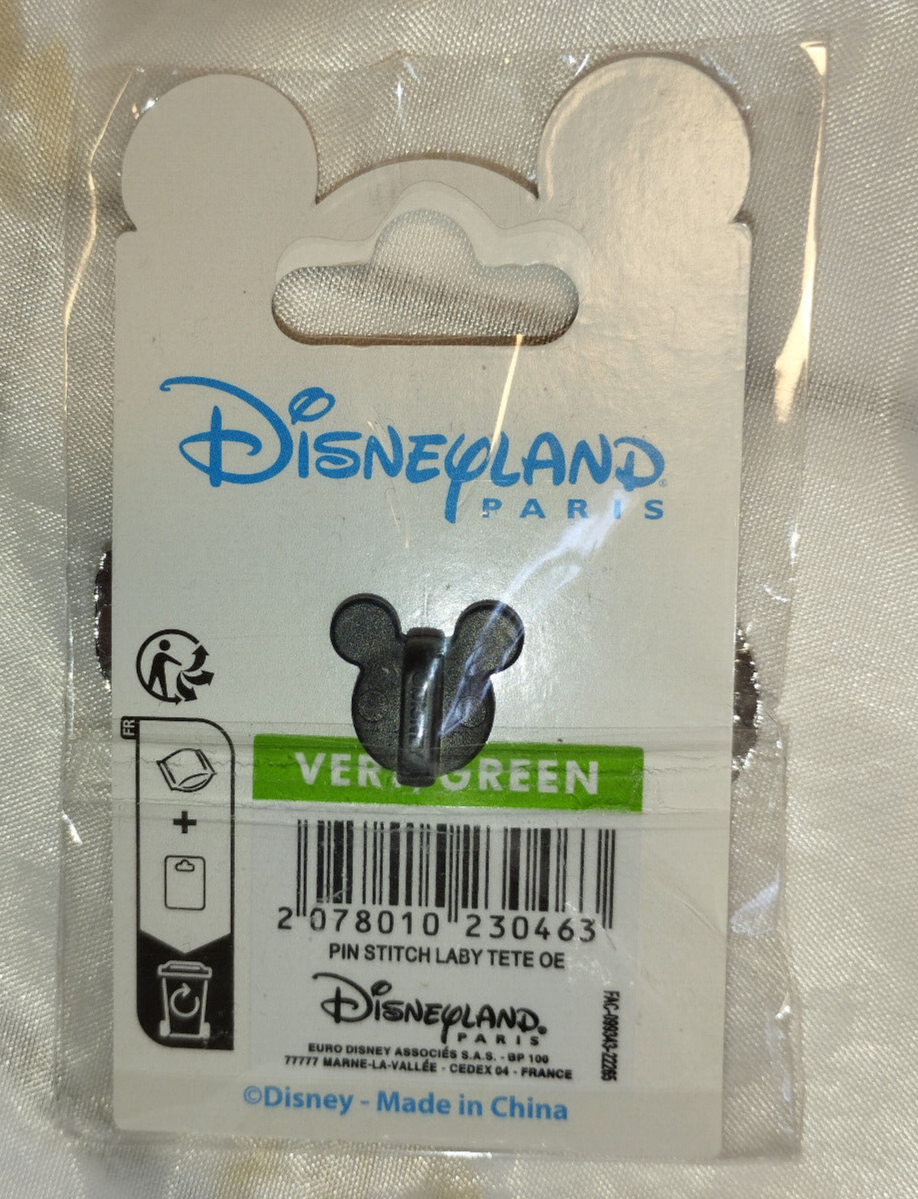 Disneyland
PARIS
FR
GREEN
2 078010 230463
PIN STITCH LABY TETE OE
Disneyland
PARIS
EURO DISNEY ASSOCIÉS S.A.S. - BP 100
77777 MARNE-LA-VALLÉE - CEDEX 04 - FRANCE
©Disney - Made in China